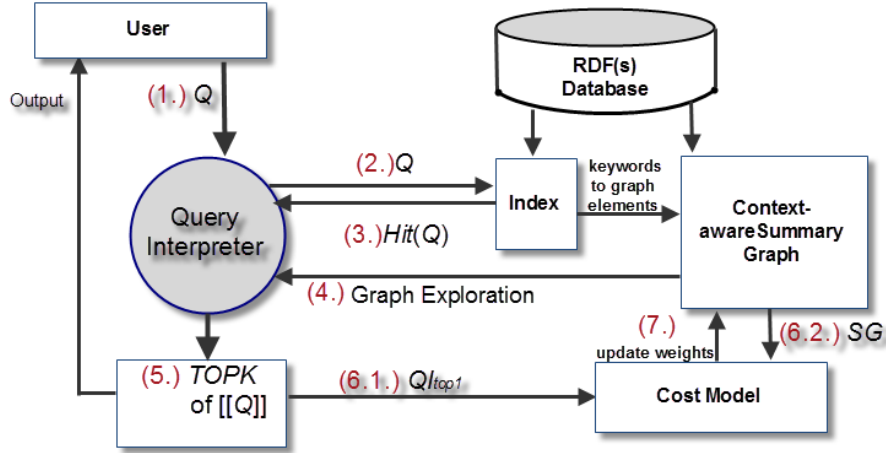 User
RDF(s)
Database
Output
(1.) Q
(2.)Q
Query
Interpreter
(3.)Hit(Q)
Index
keywords
to graph
elements
Context-
awareSummary
Graph
(4.) Graph Exploration
(7.)
update weights
(6.2.) SG
(5.) TOPK
of [[Q]]
(6.1.) QItop1
Cost Model